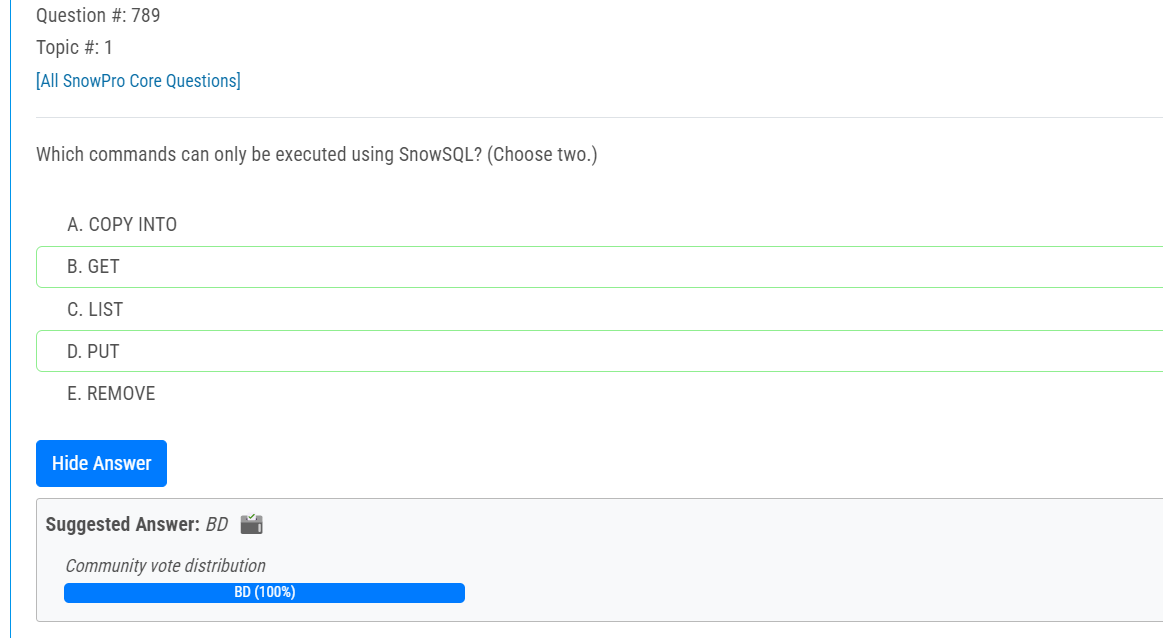 Question #: 789
Topic #: 1
[All SnowPro Core Questions]
Which commands can only be executed using SnowSQL? (Choose two.)
A. COPY INTO
B. GET
C. LIST
D. PUT
E. REMOVE
Hide Answer
Suggested Answer: BD
Community vote distribution
BD (100%)